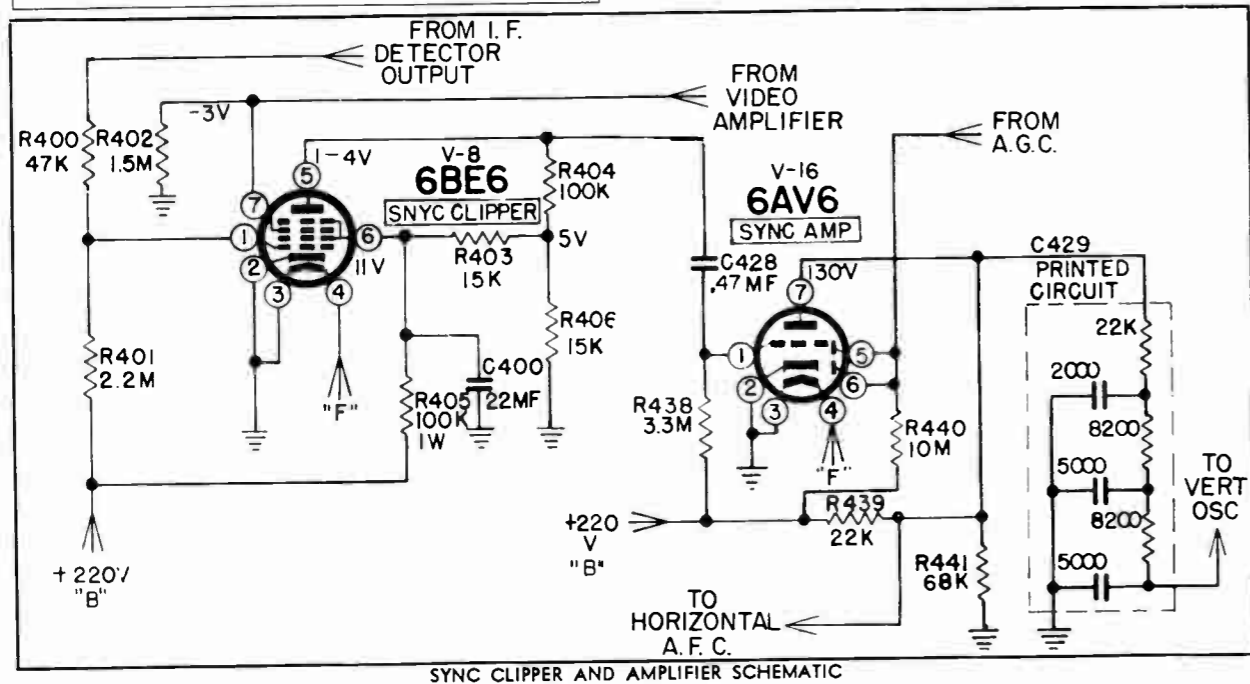 FROM I. F.
DETECTOR
OUTPUT
FROM
VIDEO
AMPLIFIER
FROM
A.G.C.
-3V
R400
47K
R402
1.5M
1-4V
V-8
6BE6
SNYC CLIPPER
R404
100K
V-16
6AV6
SYNC AMP
5
7
1
6
2
3
4
11V
R403
15K
5V
C428
.47MF
130V
7
C429
PRINTED
CIRCUIT
22K
R401
2.2M
"F"
R405
100K
1W
C400
.22MF
R406
15K
R438
3.3M
1
5
2
6
3
4
"F"
R440
10M
2000
8200
5000
8200
5000
TO
VERT
OSC
+220V
"B"
+220
V
"B"
R439
22K
R441
68K
TO
HORIZONTAL
A. F. C.
SYNC CLIPPER AND AMPLIFIER SCHEMATIC